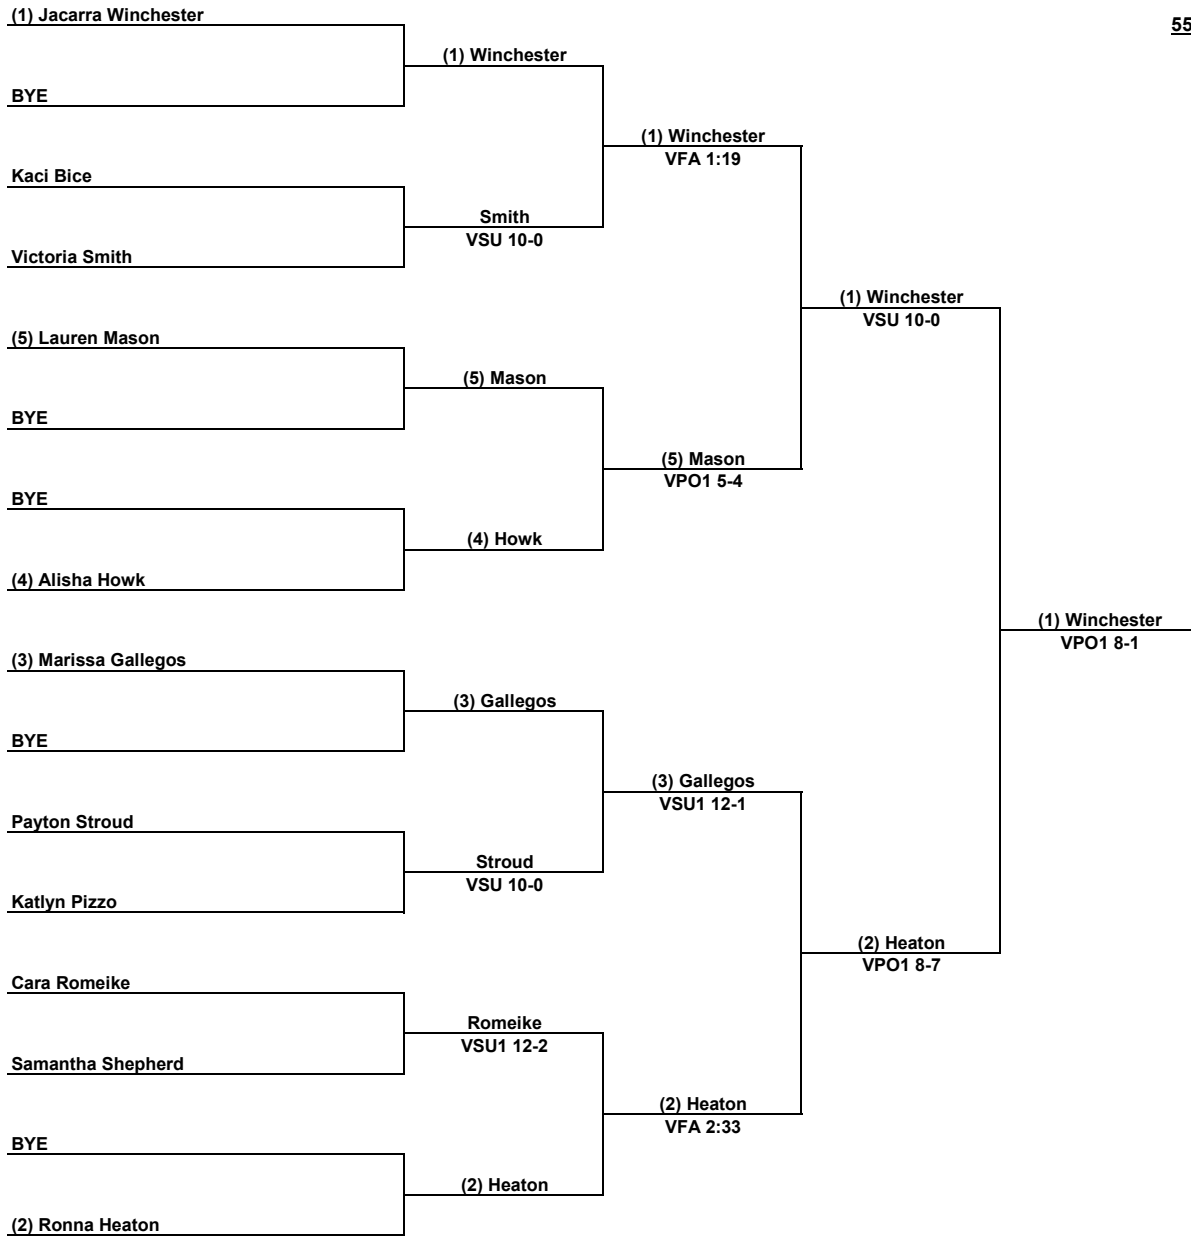 (1) Jacarra Winchester
55
(1) Winchester
BYE
(1) Winchester
VFA 1:19
Kaci Bice
Smith
VSU 10-0
Victoria Smith
(1) Winchester
VSU 10-0
(5) Lauren Mason
(5) Mason
BYE
(5) Mason
VPO1 5-4
BYE
(4) Howk
(4) Alisha Howk
(1) Winchester
VPO1 8-1
(3) Marissa Gallegos
(3) Gallegos
BYE
(3) Gallegos
VSU1 12-1
Payton Stroud
Stroud
VSU 10-0
Katlyn Pizzo
(2) Heaton
VPO1 8-7
Cara Romeike
Romeike
VSU1 12-2
Samantha Shepherd
(2) Heaton
VFA 2:33
BYE
(2) Heaton
(2) Ronna Heaton